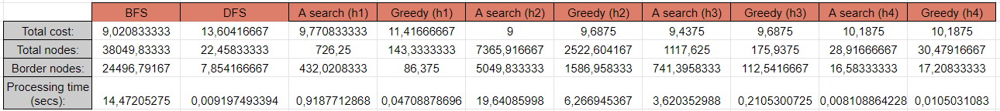 BFS DFS A search (h1) Greedy (h1) A search (h2) Greedy (h2) A search (h3) Greedy (h3) A search (h4) Greedy (h4)
Total cost: 9,020833333 13,60416667 9,770833333 11,41666667 9 9,6875 9,4375 9,6875 10,1875 10,1875
Total nodes: 38049,83333 22,45833333 726,25 143,3333333 7365,916667 2522,604167 1117,625 175,9375 28,91666667 30,47916667
Border nodes: 24496,79167 7,854166667 432,0208333 86,375 5049,833333 1586,958333 741,3958333 112,5416667 16,58333333 17,20833333
Processing time
(secs): 14,47205275 0,009197493394 0,9187712868 0,04708878696 19,64085998 6,266945367 3,620352988 0,2105300725 0,008108864228 0,0105031083